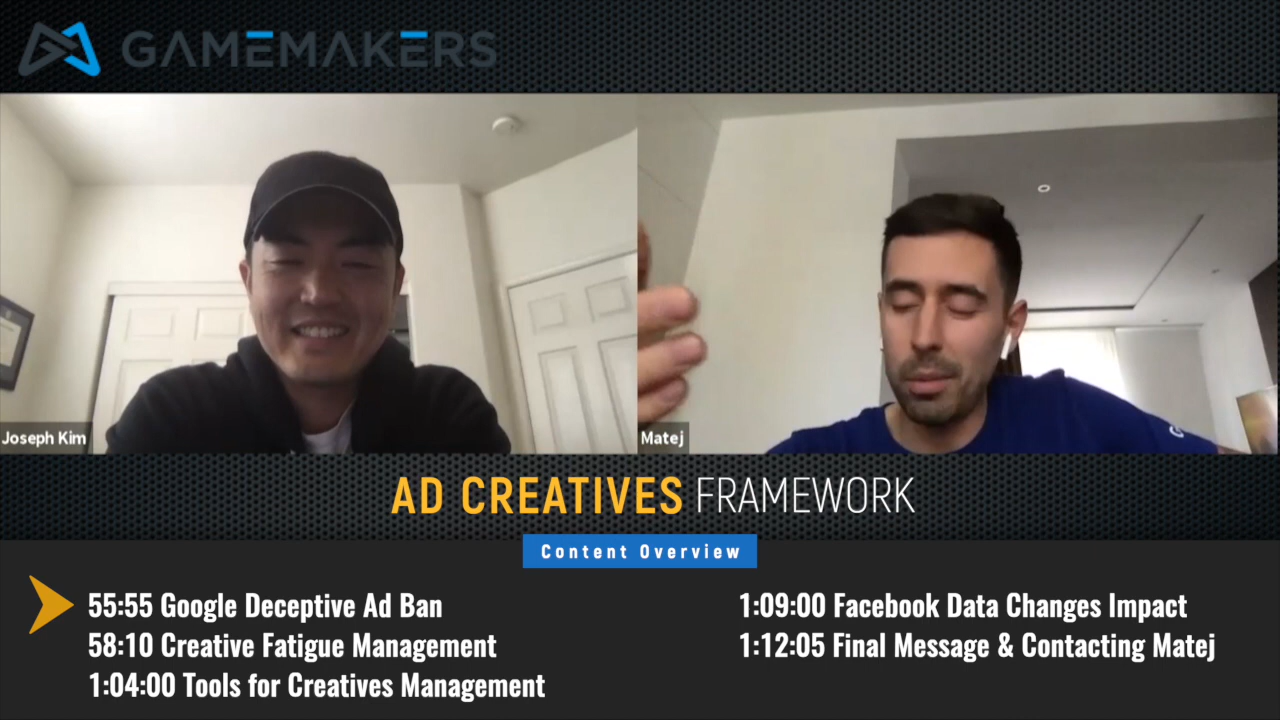 GAMEMAKERS
Joseph Kim
Matej
AD CREATIVES FRAMEWORK
Content Overview
55:55 Google Deceptive Ad Ban
58:10 Creative Fatigue Management
1:04:00 Tools for Creatives Management
1:09:00 Facebook Data Changes Impact
1:12:05 Final Message & Contacting Matej